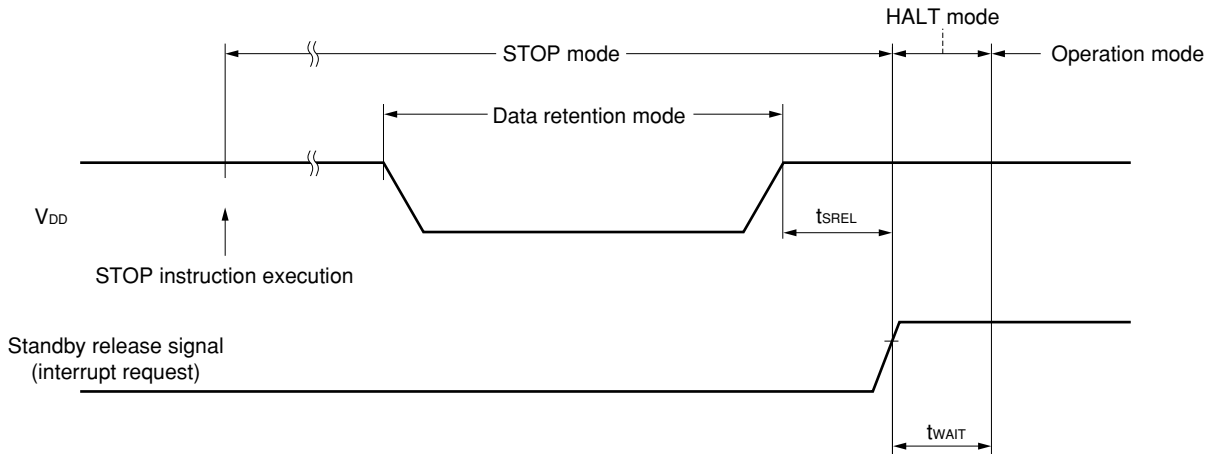 HALT mode
STOP mode
Operation mode
Data retention mode
VDD
tSREL
STOP instruction execution
Standby release signal
(interrupt request)
tWAIT